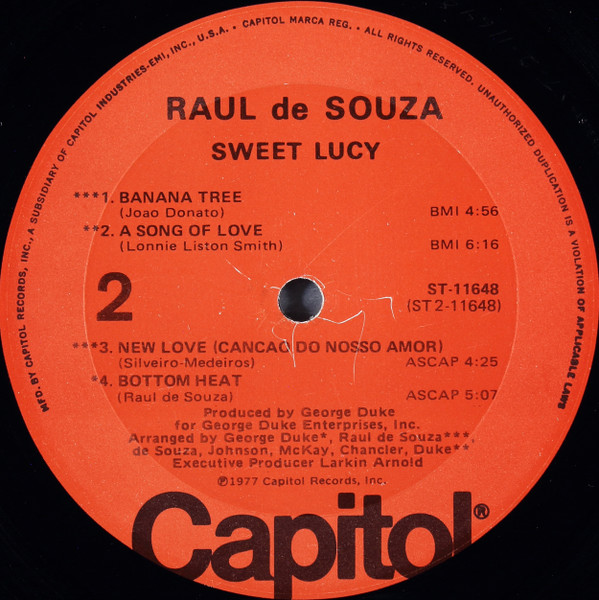 MFD. BY CAPITOL RECORDS, INC., A SUBSIDIARY OF CAPITOL INDUSTRIES-EMI, INC., U.S.A. • CAPITOL MARCA REG. • ALL RIGHTS RESERVED. UNAUTHORIZED DUPLICATION IS A VIOLATION OF APPLICABLE LAWS
RAUL de SOUZA
SWEET LUCY
***1. BANANA TREE
(Joao Donato) BMI 4:56
**2. A SONG OF LOVE
(Lonnie Liston Smith) BMI 6:16
2
ST-11648
(ST2-11648)
***3. NEW LOVE (CANCAO DO NOSSO AMOR)
(Silveiro-Medeiros) ASCAP 4:25
*4. BOTTOM HEAT
(Raul de Souza) ASCAP 5:07
Produced by George Duke
for George Duke Enterprises, Inc.
Arranged by George Duke*, Raul de Souza***,
de Souza, Johnson, McKay, Chancler, Duke**
Executive Producer Larkin Arnold
℗1977 Capitol Records, Inc.
Capitol®